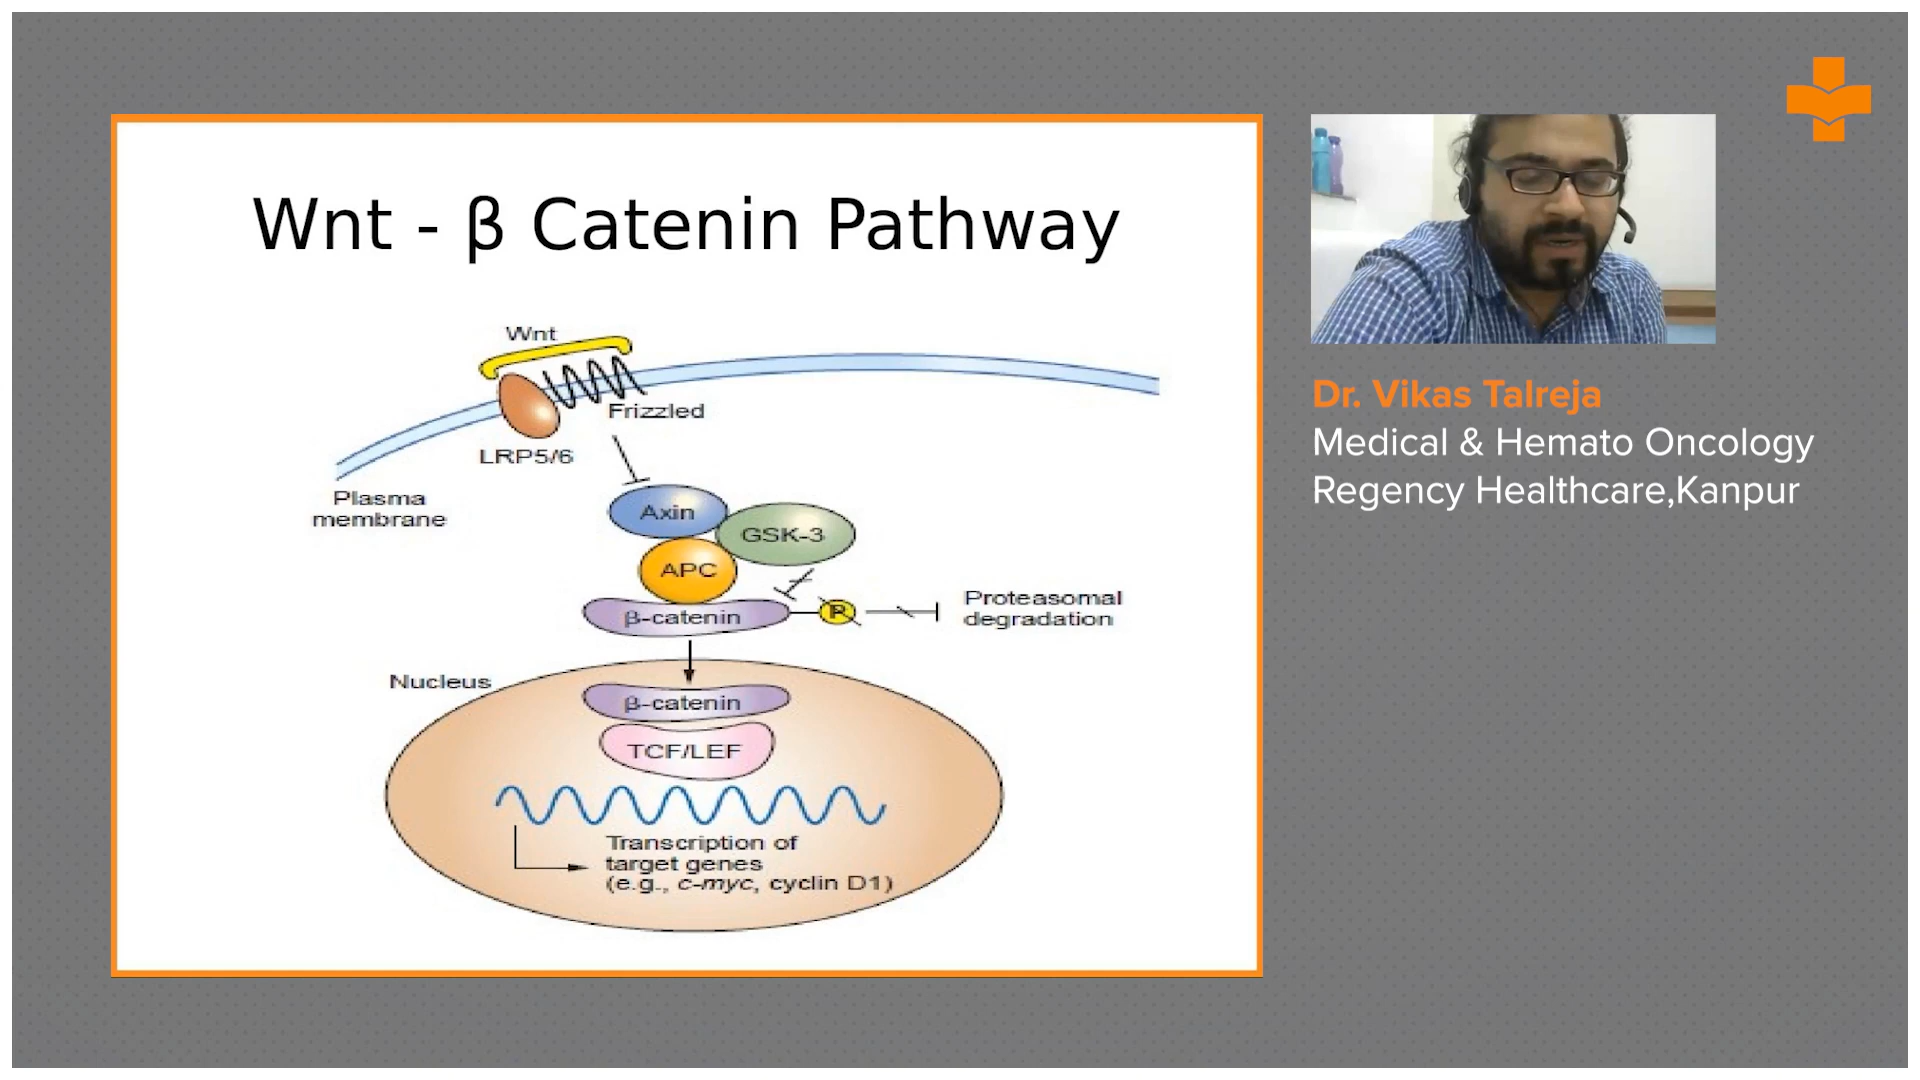 Wnt - β Catenin Pathway
Wnt
Frizzled
LRP5/6
Plasma
membrane
Axin
GSK-3
APC
β-catenin
P
Proteasomal
degradation
Nucleus
β-catenin
TCF/LEF
Transcription of
target genes
(e.g., c-myc, cyclin D1)
Dr. Vikas Talreja
Medical & Hemato Oncology
Regency Healthcare,Kanpur